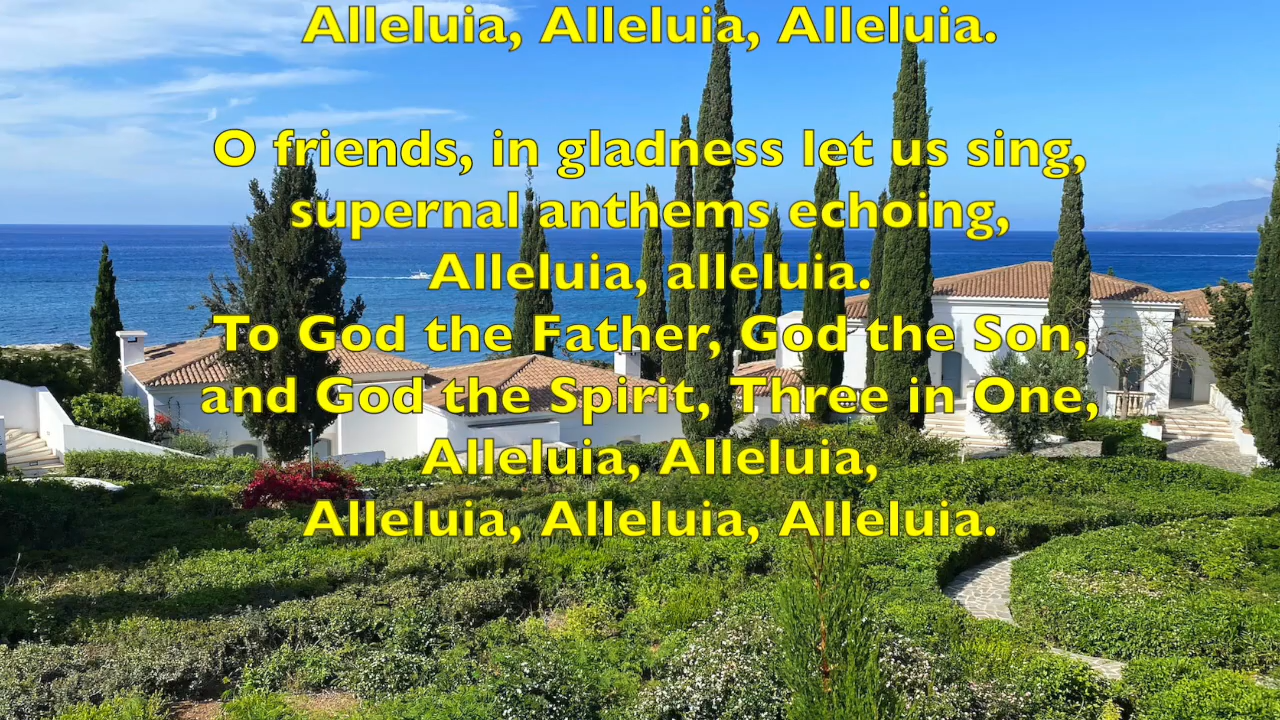 Alleluia, Alleluia, Alleluia.
O friends, in gladness let us sing,
supernal anthems echoing,
Alleluia, alleluia.
To God the Father, God the Son,
and God the Spirit, Three in One,
Alleluia, Alleluia,
Alleluia, Alleluia, Alleluia.